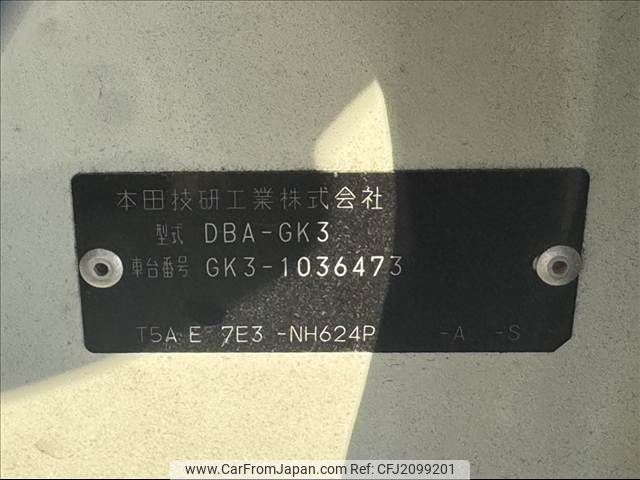 本田技研工業株式会社
型式 DBA-GK3
車台番号 GK3-1036473
T5A E 7E3 -NH624P -A -S
www.CarFromJapan.com CFJ2099201